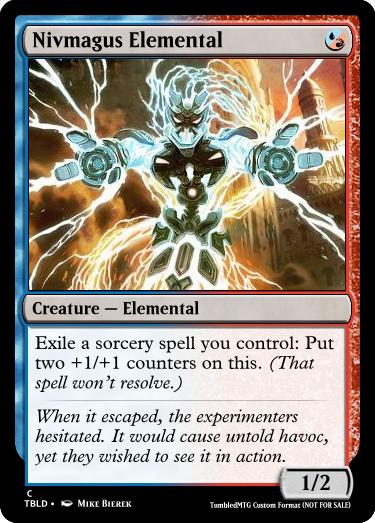 Nivmagus Elemental
Creature — Elemental
Exile a sorcery spell you control: Put
two +1/+1 counters on this. (That
spell won't resolve.)
When it escaped, the experimenters
hesitated. It would cause untold havoc,
yet they wished to see it in action.
1/2
C
TBLD • Mike Bierek
TumbledMTG Custom Format (NOT FOR SALE)